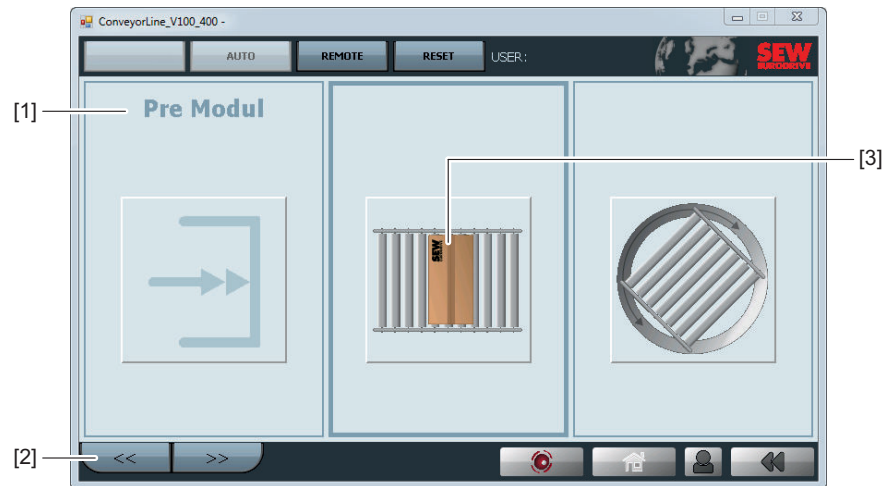 ConveyorLine_V100_400 -
AUTO
REMOTE
RESET
USER:
SEW
EURODRIVE
[1]
Pre Modul
[3]
SEW
[2]
<<
>>